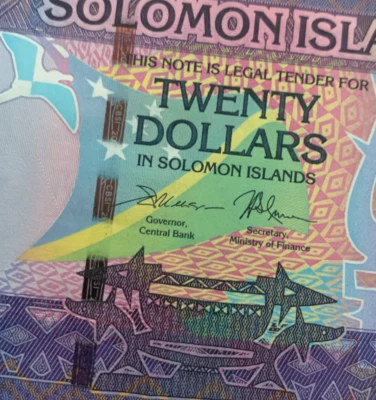 SOLOMON ISLA
THIS NOTE IS LEGAL TENDER FOR
TWENTY
DOLLARS
IN SOLOMON ISLANDS
Governor,
Central Bank
Secretary,
Ministry of Finance